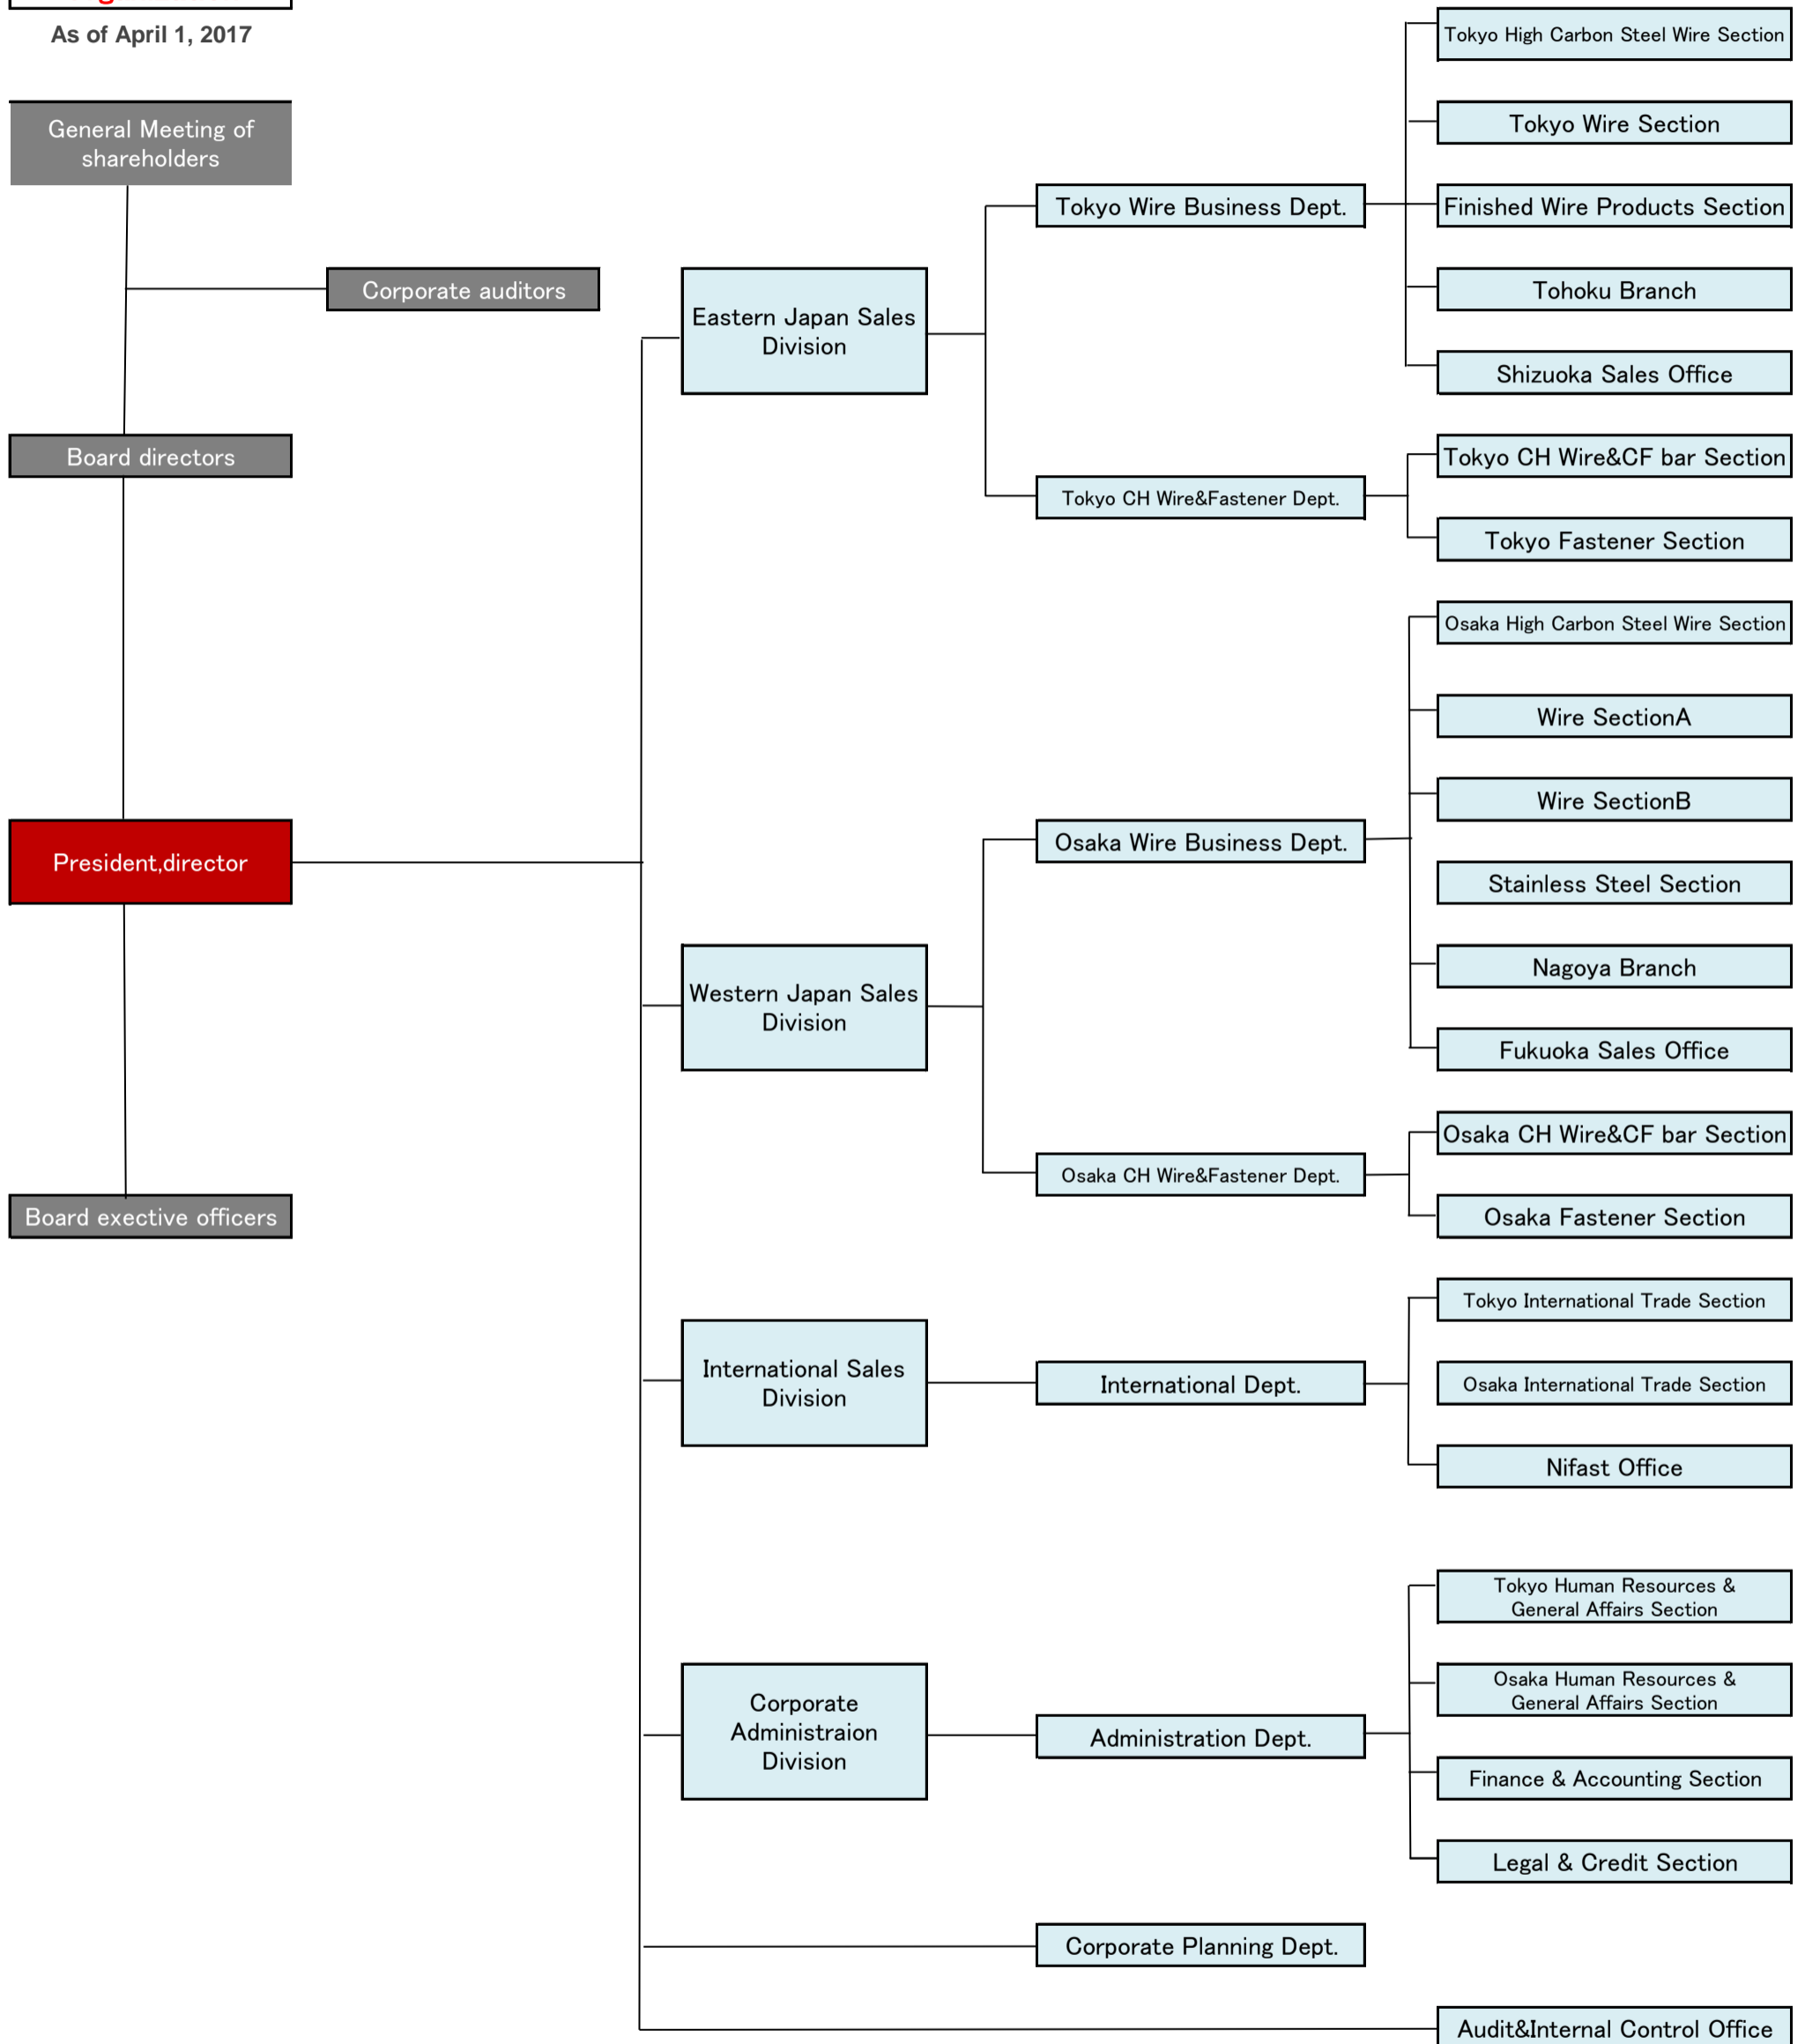 As of April 1, 2017
General Meeting of
shareholders
Corporate auditors
Board directors
President,director
Board exective officers
Eastern Japan Sales
Division
Tokyo Wire Business Dept.
Tokyo High Carbon Steel Wire Section
Tokyo Wire Section
Finished Wire Products Section
Tohoku Branch
Shizuoka Sales Office
Tokyo CH Wire&Fastener Dept.
Tokyo CH Wire&CF bar Section
Tokyo Fastener Section
Western Japan Sales
Division
Osaka Wire Business Dept.
Osaka High Carbon Steel Wire Section
Wire SectionA
Wire SectionB
Stainless Steel Section
Nagoya Branch
Fukuoka Sales Office
Osaka CH Wire&Fastener Dept.
Osaka CH Wire&CF bar Section
Osaka Fastener Section
International Sales
Division
International Dept.
Tokyo International Trade Section
Osaka International Trade Section
Nifast Office
Corporate
Administraion
Division
Administration Dept.
Tokyo Human Resources &
General Affairs Section
Osaka Human Resources &
General Affairs Section
Finance & Accounting Section
Legal & Credit Section
Corporate Planning Dept.
Audit&Internal Control Office